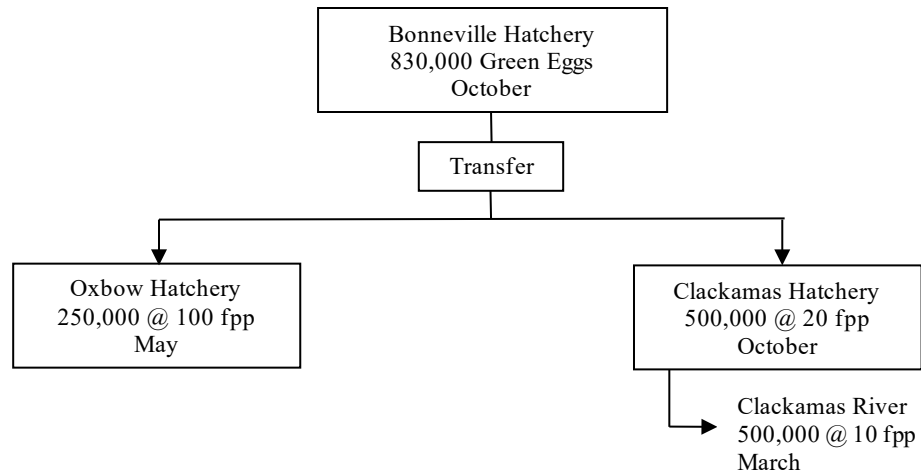 Bonneville Hatchery
830,000 Green Eggs
October
Transfer
Oxbow Hatchery
250,000 @ 100 fpp
May
Clackamas Hatchery
500,000 @ 20 fpp
October
Clackamas River
500,000 @ 10 fpp
March